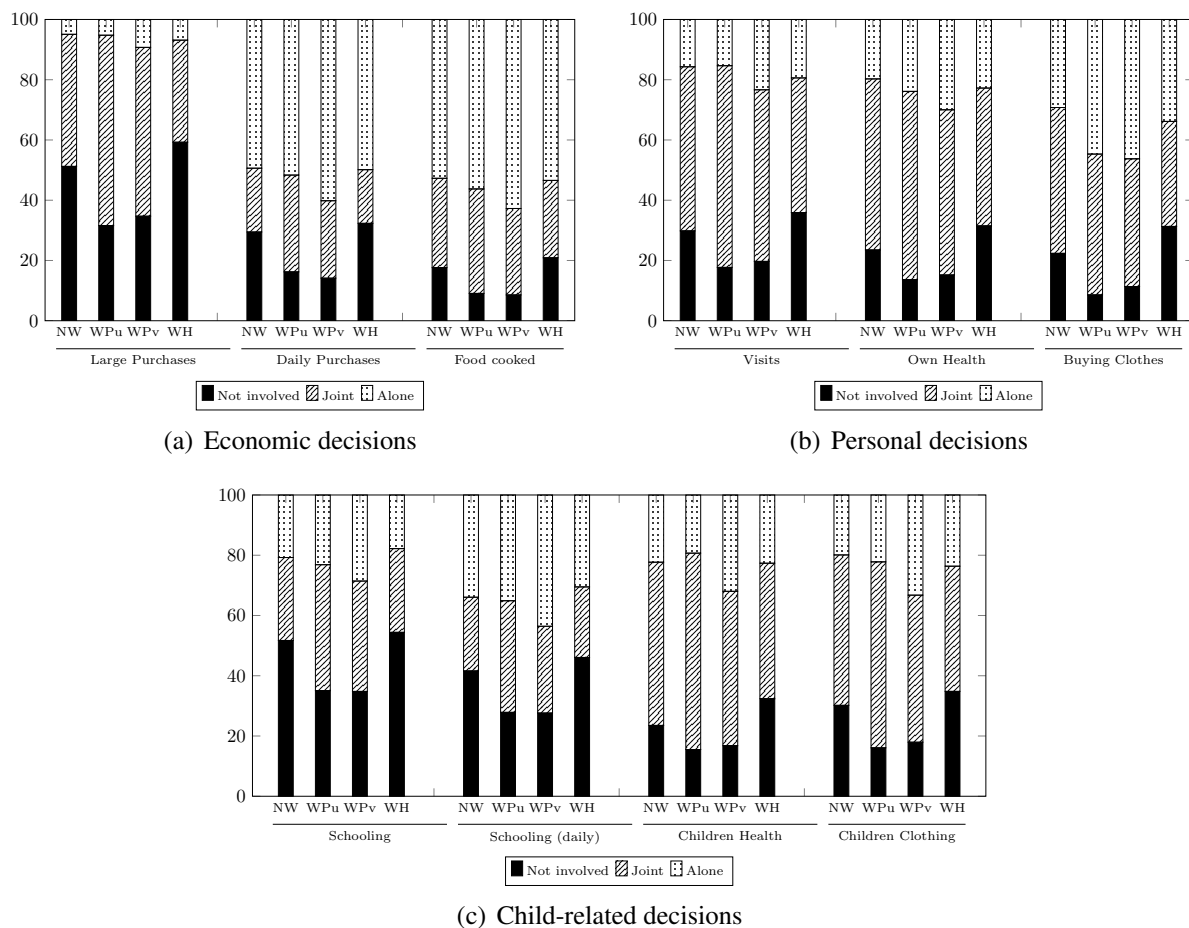 100
80
60
40
20
0
NW WPu WPv WH NW WPu WPv WH NW WPu WPv WH
Large Purchases Daily Purchases Food cooked
Not involved Joint Alone
(a) Economic decisions
100
80
60
40
20
0
NW WPu WPv WH NW WPu WPv WH NW WPu WPv WH
Visits Own Health Buying Clothes
Not involved Joint Alone
(b) Personal decisions
100
80
60
40
20
0
NW WPu WPv WH NW WPu WPv WH NW WPu WPv WH NW WPu WPv WH
Schooling Schooling (daily) Children Health Children Clothing
Not involved Joint Alone
(c) Child-related decisions